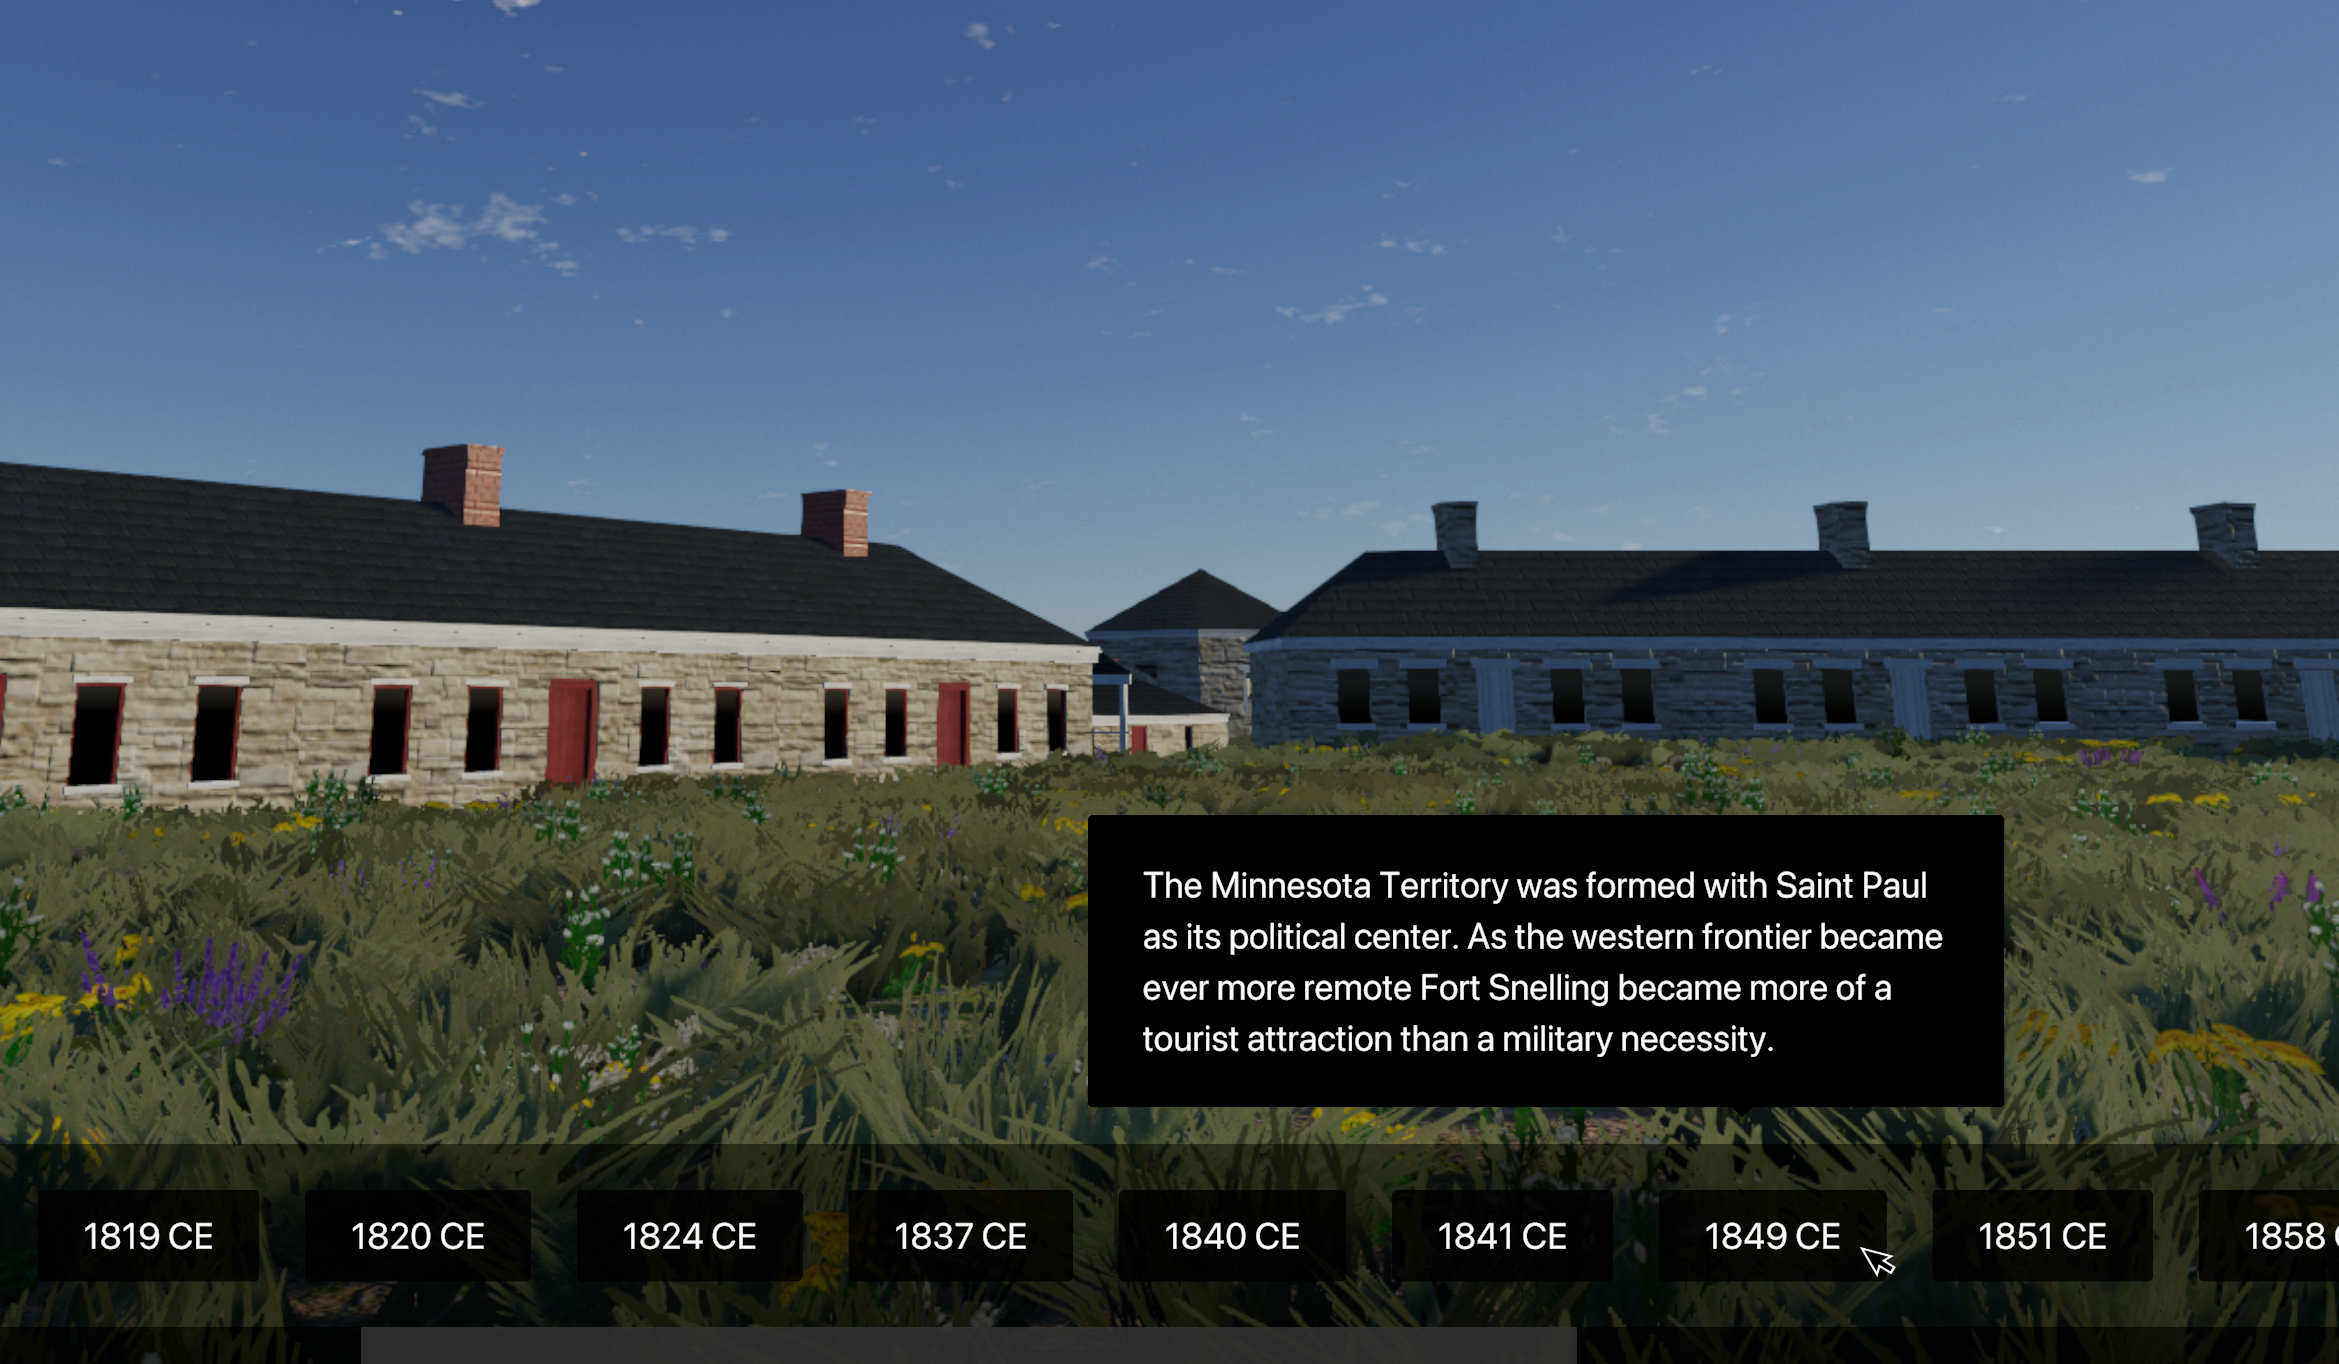 The Minnesota Territory was formed with Saint Paul
as its political center. As the western frontier became
ever more remote Fort Snelling became more of a
tourist attraction than a military necessity.
1819 CE 1820 CE 1824 CE 1837 CE 1840 CE 1841 CE 1849 CE 1851 CE 1858